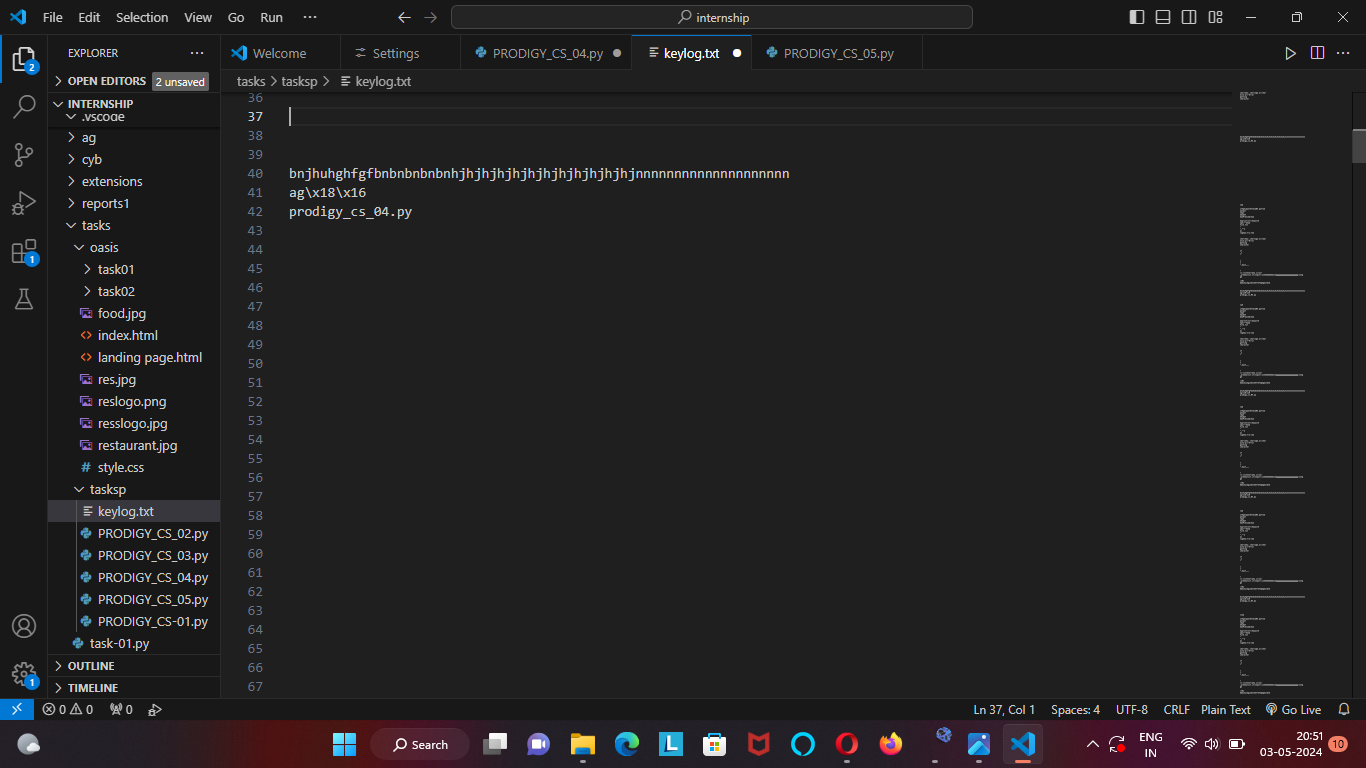 File Edit Selection View Go Run ··· internship
EXPLORER ···
Welcome Settings PRODIGY_CS_04.py keylog.txt PRODIGY_CS_05.py
OPEN EDITORS 2 unsaved
tasks > tasksp > keylog.txt
INTERNSHIP
.vscode
ag
cyb
extensions
reports1
tasks
oasis
task01
task02
food.jpg
index.html
landing page.html
res.jpg
reslogo.png
resslogo.jpg
restaurant.jpg
style.css
tasksp
keylog.txt
PRODIGY_CS_02.py
PRODIGY_CS_03.py
PRODIGY_CS_04.py
PRODIGY_CS_05.py
PRODIGY_CS-01.py
task-01.py
OUTLINE
TIMELINE
2
1
1
36
37
38
39
40 bnjhuhghfgfbnbnbnbnbnhjhjhjhjhjhjhjhjhjhjhjhjnnnnnnnnnnnnnnnnnnnn
41 ag\x18\x16
42 prodigy_cs_04.py
43
44
45
46
47
48
49
50
51
52
53
54
55
56
57
58
59
60
61
62
63
64
65
66
67
0 0 0 Ln 37, Col 1 Spaces: 4 UTF-8 CRLF Plain Text Go Live
Search L ENG IN 20:51 03-05-2024 10